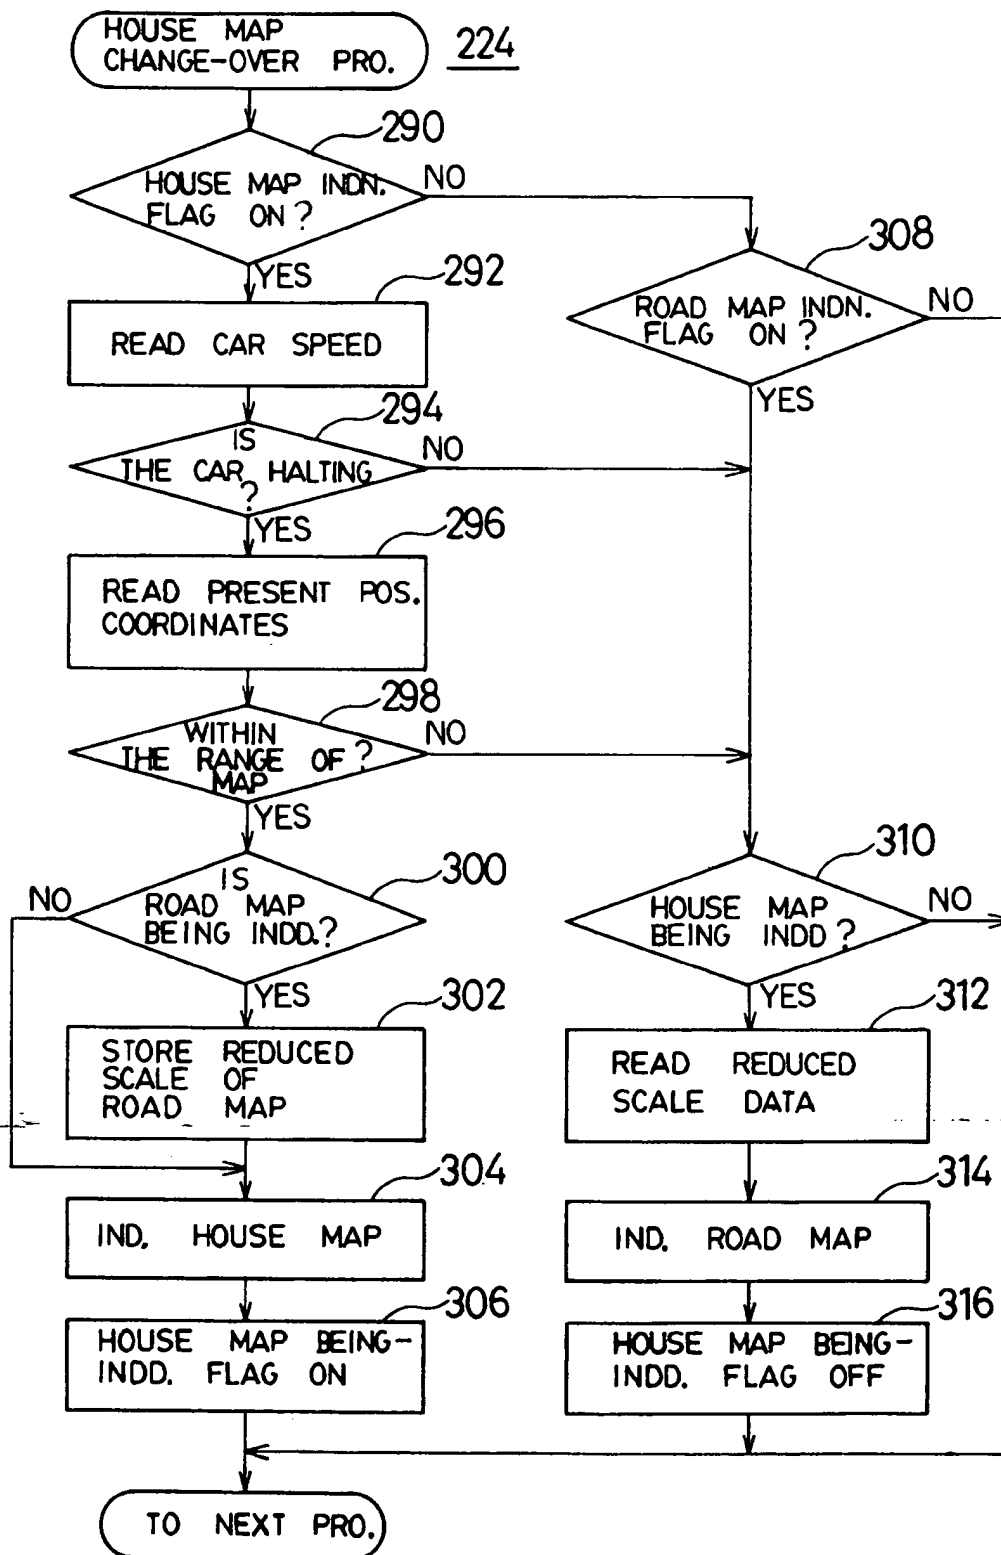 HOUSE MAP
CHANGE-OVER PRO.
224
290
HOUSE MAP INDN.
FLAG ON?
NO
YES
292
READ CAR SPEED
294
IS
THE CAR HALTING
?
NO
YES
296
READ PRESENT POS.
COORDINATES
298
WITHIN
THE RANGE OF?
MAP
NO
YES
300
IS
ROAD MAP
BEING INDD.?
NO
YES
302
STORE REDUCED
SCALE OF
ROAD MAP
304
IND. HOUSE MAP
306
HOUSE MAP BEING-
INDD. FLAG ON
308
ROAD MAP INDN.
FLAG ON?
NO
YES
310
HOUSE MAP
BEING INDD?
NO
YES
312
READ REDUCED
SCALE DATA
314
IND. ROAD MAP
316
HOUSE MAP BEING-
INDD. FLAG OFF
TO NEXT PRO.